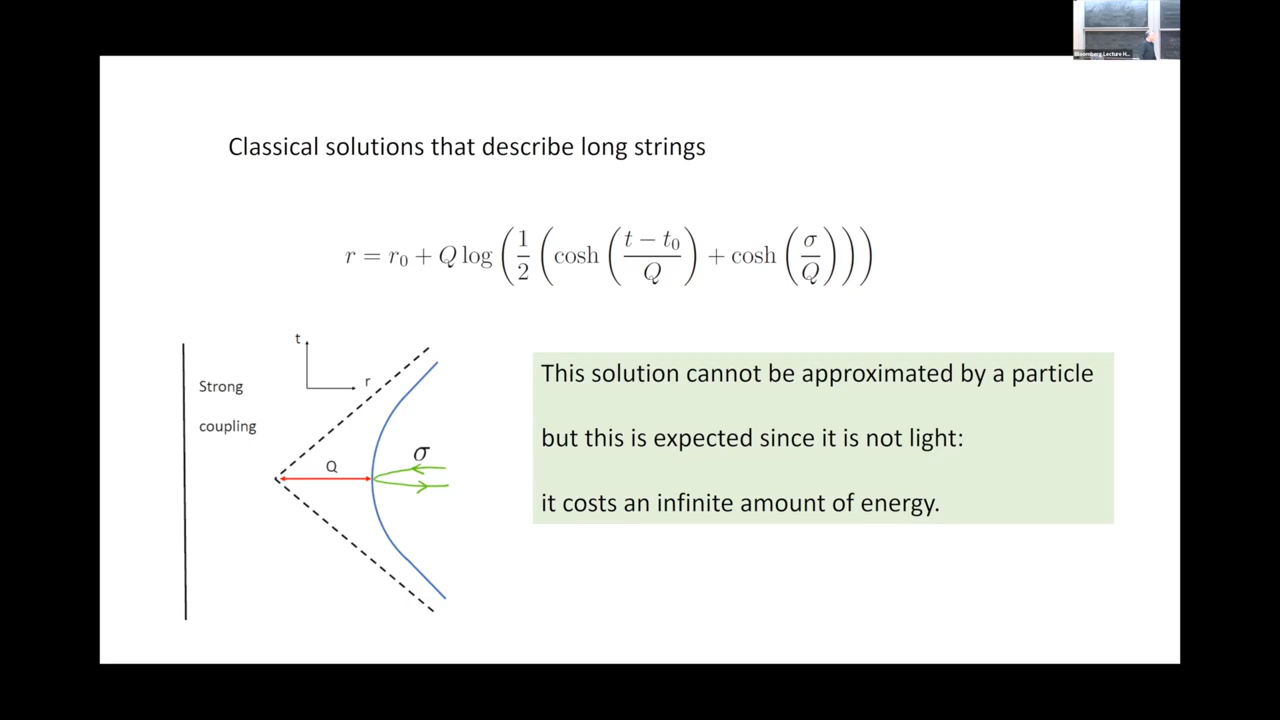 Bloomberg Lecture H...
Classical solutions that describe long strings
r = r₀ + Q log ( 1/2 ( cosh ( (t − t₀)/Q ) + cosh ( σ/Q ) ) )
t
r
Strong
coupling
Q
σ
This solution cannot be approximated by a particle
but this is expected since it is not light:
it costs an infinite amount of energy.